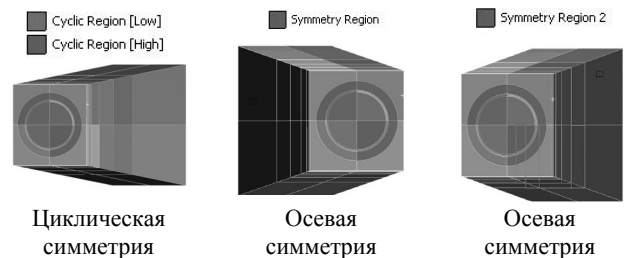 Cyclic Region [Low]
Cyclic Region [High]
Symmetry Region
Symmetry Region 2
Циклическая
симметрия
Осевая
симметрия
Осевая
симметрия